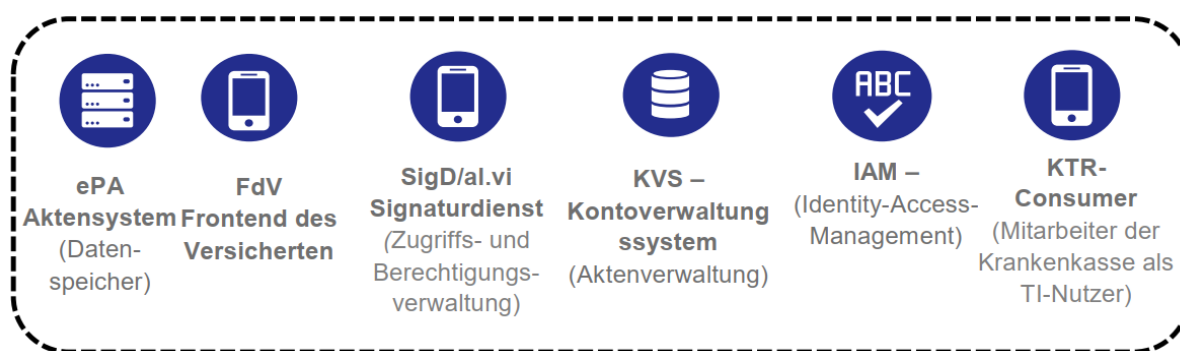 ePA
Aktensystem
(Daten-
speicher)
FdV
Frontend des
Versicherten
SigD/al.vi
Signaturdienst
(Zugriffs- und
Berechtigungs-
verwaltung)
KVS –
Kontoverwaltung
ssystem
(Aktenverwaltung)
ABC
IAM –
(Identity-Access-
Management)
KTR-
Consumer
(Mitarbeiter der
Krankenkasse als
TI-Nutzer)